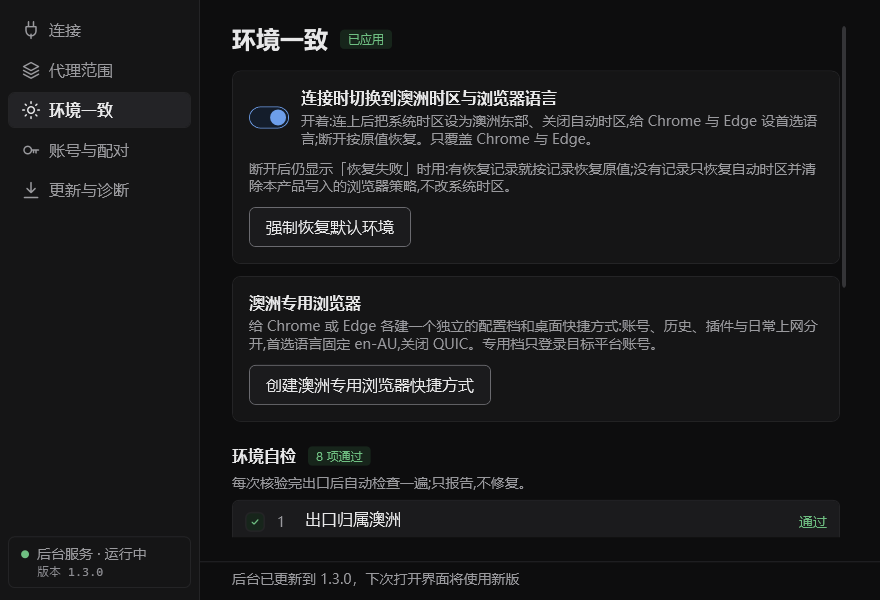 连接
代理范围
环境一致
账号与配对
更新与诊断
后台服务 · 运行中
版本 1.3.0
环境一致 已应用
连接时切换到澳洲时区与浏览器语言
开着:连上后把系统时区设为澳洲东部、关闭自动时区,给 Chrome 与 Edge 设首选语
言;断开按原值恢复。只覆盖 Chrome 与 Edge。
断开后仍显示「恢复失败」时用:有恢复记录就按记录恢复原值;没有记录只恢复自动时区并清
除本产品写入的浏览器策略,不改系统时区。
强制恢复默认环境
澳洲专用浏览器
给 Chrome 或 Edge 各建一个独立的配置档和桌面快捷方式:账号、历史、插件与日常上网分
开,首选语言固定 en-AU,关闭 QUIC。专用档只登录目标平台账号。
创建澳洲专用浏览器快捷方式
环境自检 8 项通过
每次核验完出口后自动检查一遍;只报告,不修复。
1 出口归属澳洲 通过
后台已更新到 1.3.0，下次打开界面将使用新版